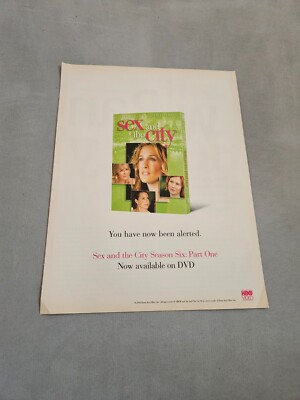 sex and
the city
You have now been alerted.
Sex and the City Season Six: Part One
Now available on DVD
HBO
VIDEO